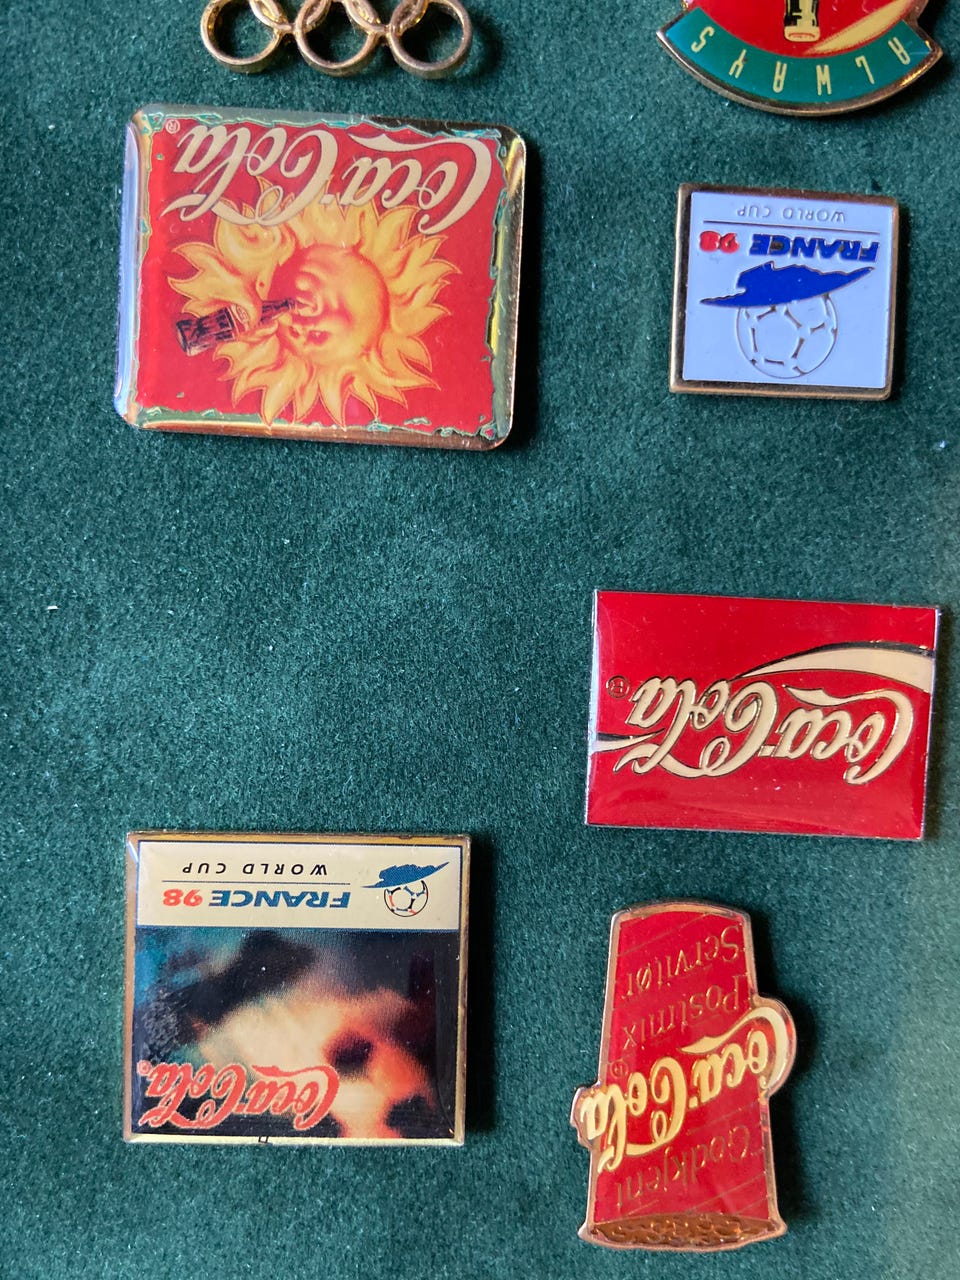 Godkjent
Coca-Cola®
Postmix
Servitør
Coca-Cola®
FRANCE 98
WORLD CUP
Coca-Cola®
FRANCE 98
WORLD CUP
Coca-Cola®
ALWAYS